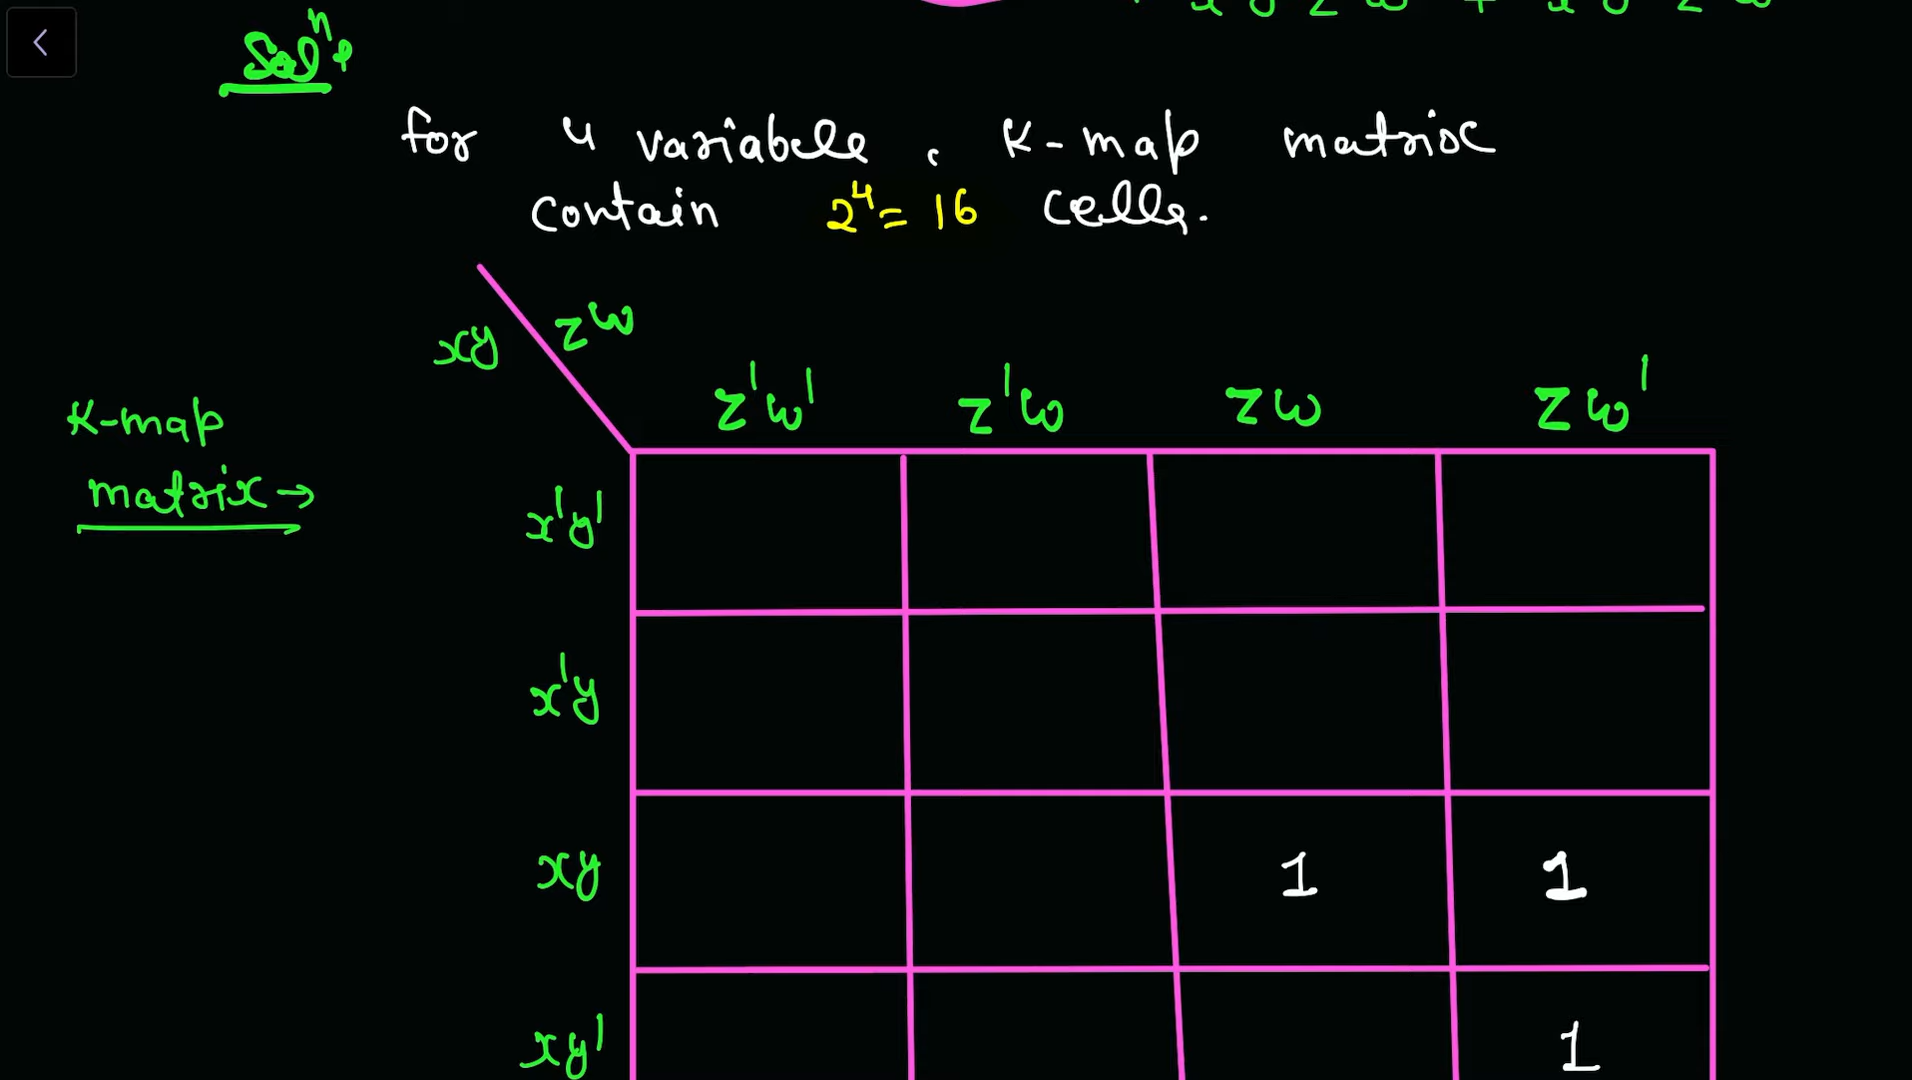 Solⁿ:
for 4 variabele, K-map matrix
contain 2⁴ = 16 cells.
xy zw
z'w' z'w zw zw'
K-map
matrix →
x'y'
x'y
xy 1 1
xy' 1